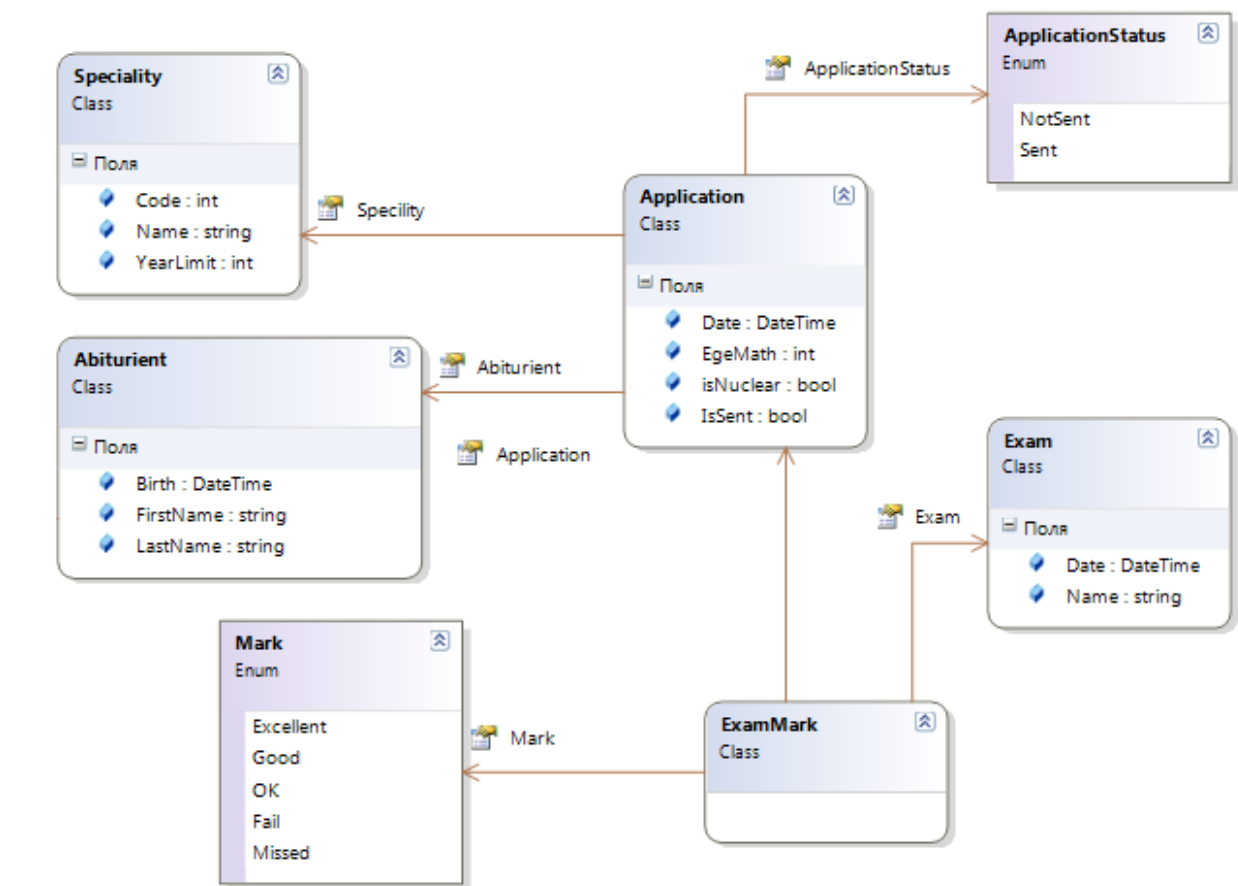 Speciality
Class
Поля
Code : int
Name : string
YearLimit : int
Specility
ApplicationStatus
ApplicationStatus
Enum
NotSent
Sent
Application
Class
Поля
Date : DateTime
EgeMath : int
isNuclear : bool
IsSent : bool
Abiturient
Class
Поля
Birth : DateTime
FirstName : string
LastName : string
Abiturient
Application
Exam
Exam
Class
Поля
Date : DateTime
Name : string
Mark
Enum
Excellent
Good
OK
Fail
Missed
Mark
ExamMark
Class